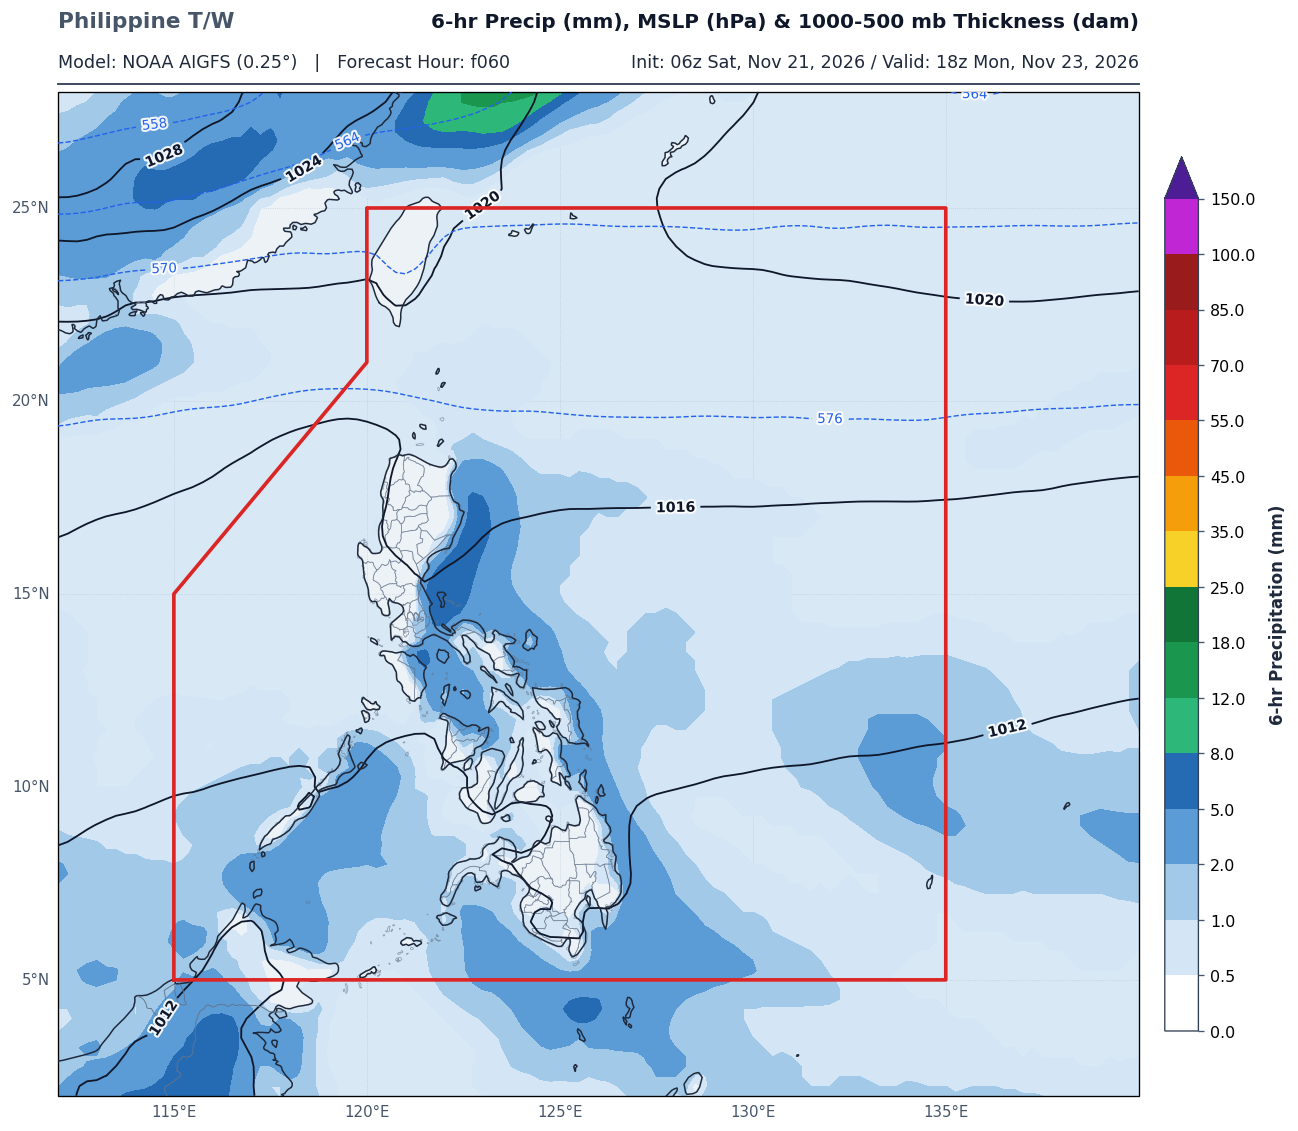 Philippine T/W
6-hr Precip (mm), MSLP (hPa) & 1000-500 mb Thickness (dam)
Model: NOAA AIGFS (0.25°) | Forecast Hour: f060
Init: 06z Sat, Nov 21, 2026 / Valid: 18z Mon, Nov 23, 2026
564
558
1028
564
1024
1020
25°N
570
1020
20°N
576
1016
15°N
1012
10°N
5°N
1012
115°E
120°E
125°E
130°E
135°E
150.0
100.0
85.0
70.0
55.0
45.0
35.0
25.0
18.0
12.0
8.0
5.0
2.0
1.0
0.5
0.0
6-hr Precipitation (mm)